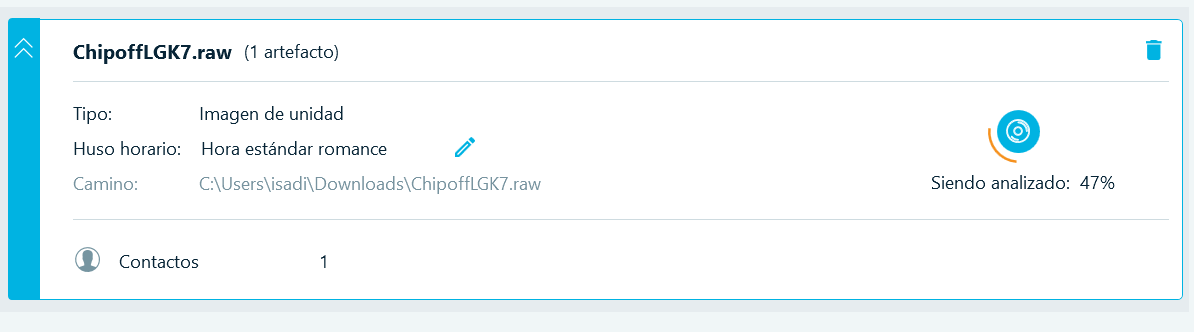 ChipoffLGK7.raw (1 artefacto)
Tipo: Imagen de unidad
Huso horario: Hora estándar romance
Camino: C:\Users\isadi\Downloads\ChipoffLGK7.raw
Siendo analizado: 47%
Contactos 1